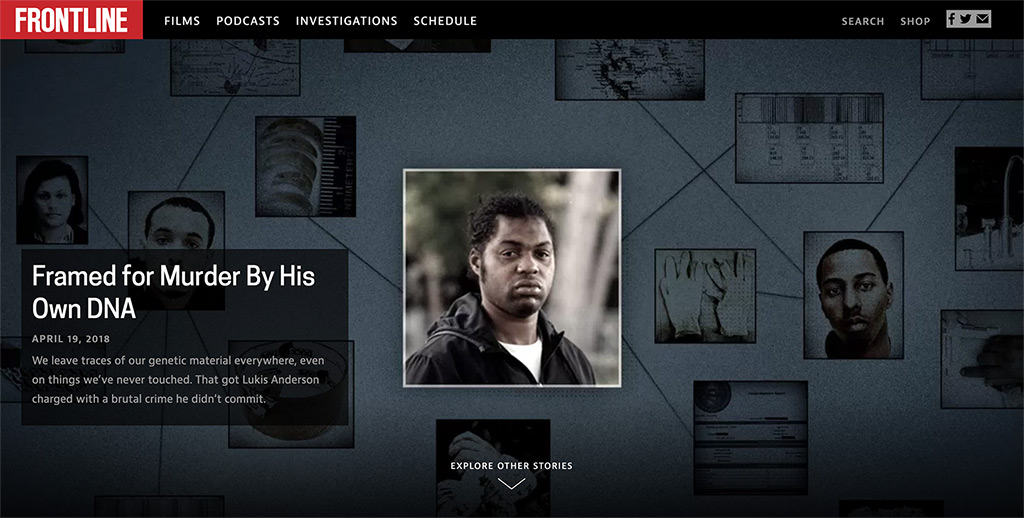 FRONTLINE
FILMS PODCASTS INVESTIGATIONS SCHEDULE
SEARCH SHOP
Framed for Murder By His
Own DNA
APRIL 19, 2018
We leave traces of our genetic material everywhere, even
on things we've never touched. That got Lukis Anderson
charged with a brutal crime he didn't commit.
EXPLORE OTHER STORIES